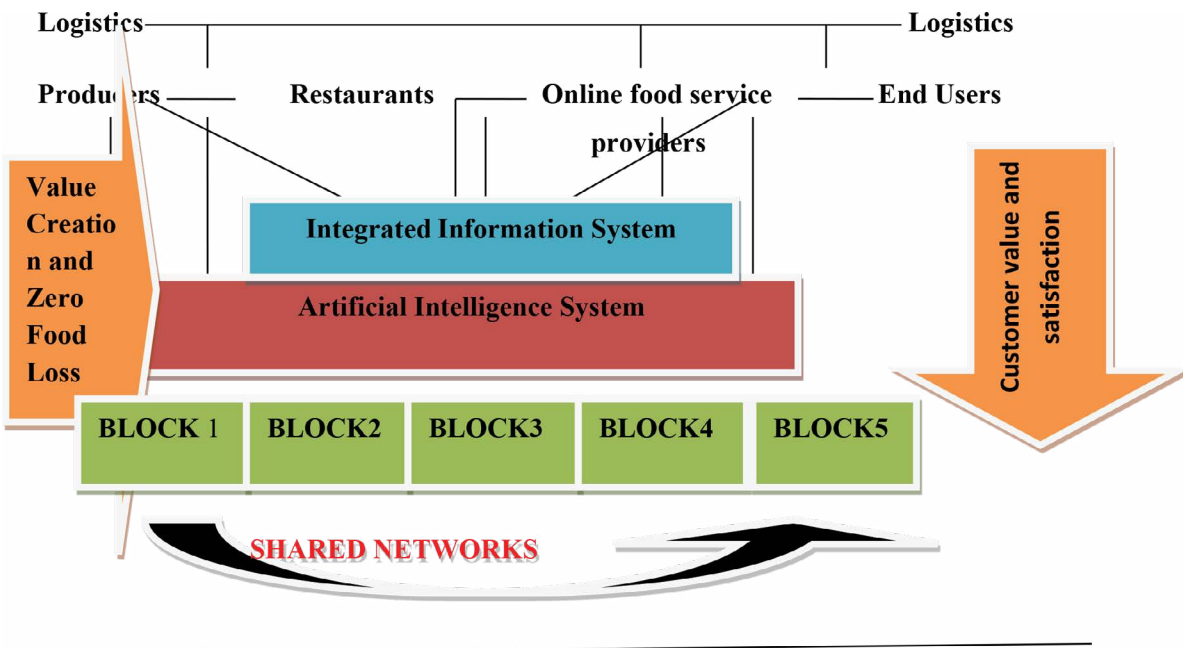 Logistics Logistics
Producers Restaurants Online food service End Users
providers
Value
Creatio
n and
Zero
Food
Loss
Integrated Information System
Artificial Intelligence System
Customer value and
satisfaction
BLOCK 1 BLOCK2 BLOCK3 BLOCK4 BLOCK5
SHARED NETWORKS